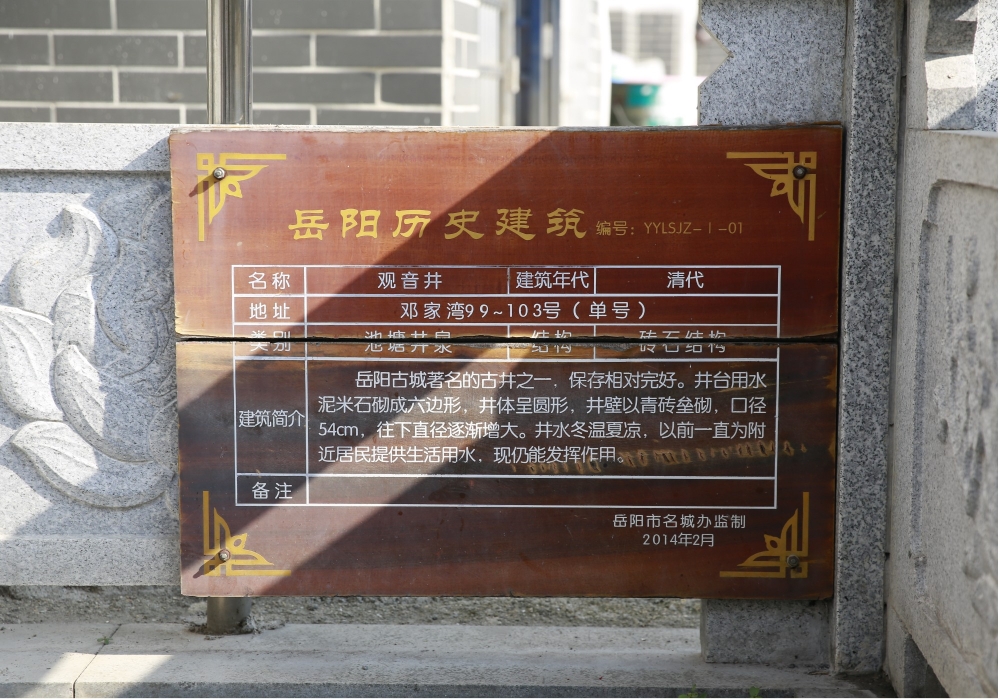 岳阳历史建筑 编号：YYLSJZ-Ⅰ-01
名称 观音井 建筑年代 清代
地址 邓家湾99~103号（单号）
类别 池塘井泉 结构 砖石结构
岳阳古城著名的古井之一，保存相对完好。井台用水
泥米石砌成六边形，井体呈圆形，井壁以青砖垒砌，口径
建筑简介 54cm，往下直径逐渐增大。井水冬温夏凉，以前一直为附
近居民提供生活用水，现仍能发挥作用。
备注
岳阳市名城办监制
2014年2月